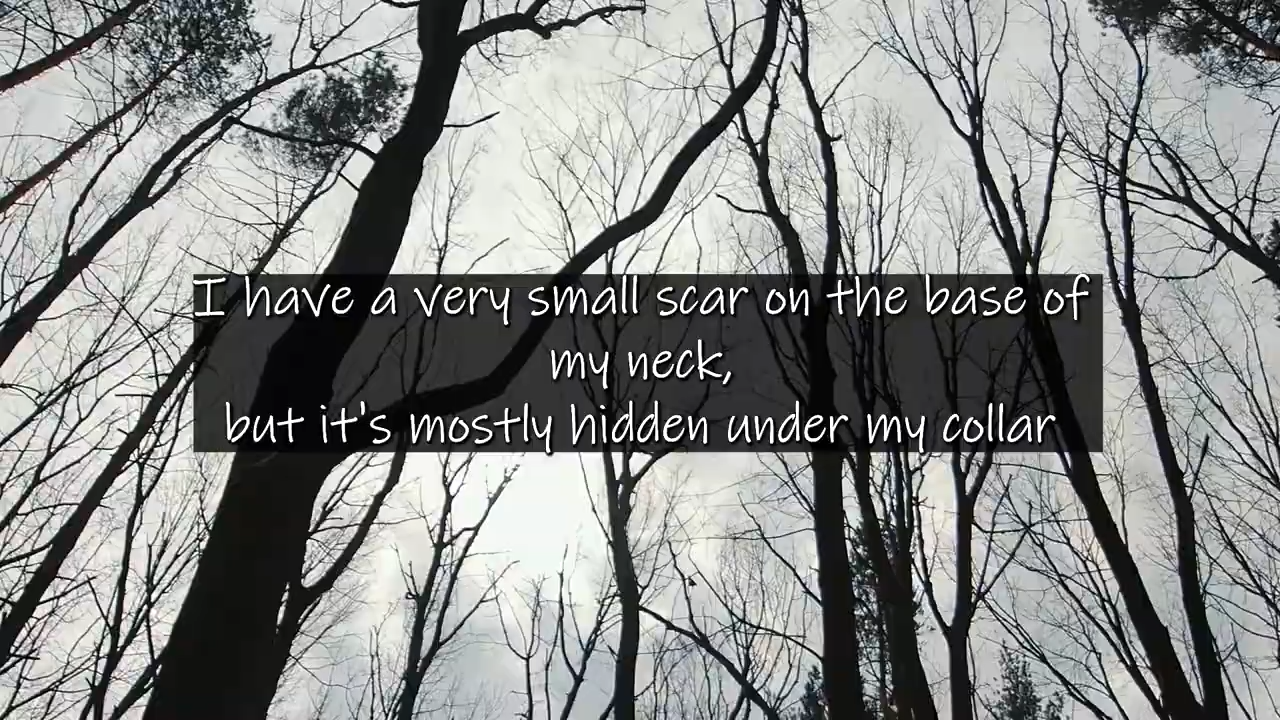 I have a very small scar on the base of
my neck,
but it's mostly hidden under my collar